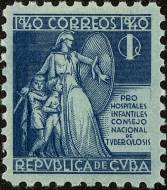 1940 CORREOS 1940
1
PRO
HOSPITALES
INFANTILES
CONSEJO
NACIONAL
DE
TUBERCULOSIS
REPUBLICA DE CUBA